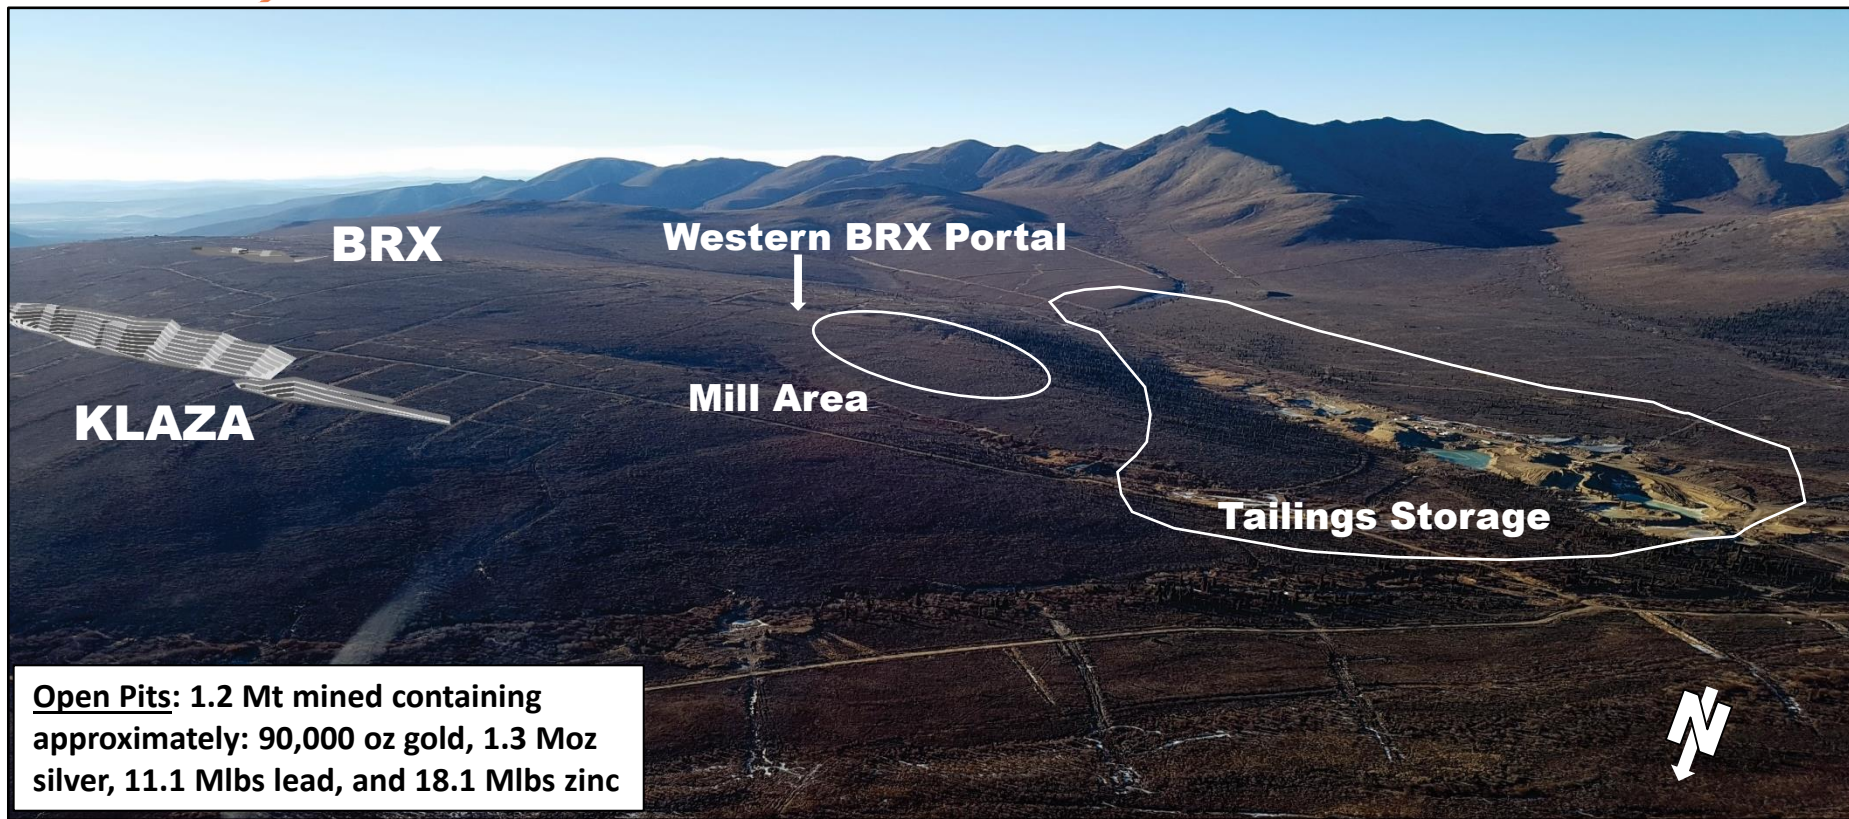 BRX
Western BRX Portal
KLAZA
Mill Area
Tailings Storage
Open Pits: 1.2 Mt mined containing
approximately: 90,000 oz gold, 1.3 Moz
silver, 11.1 Mlbs lead, and 18.1 Mlbs zinc
N